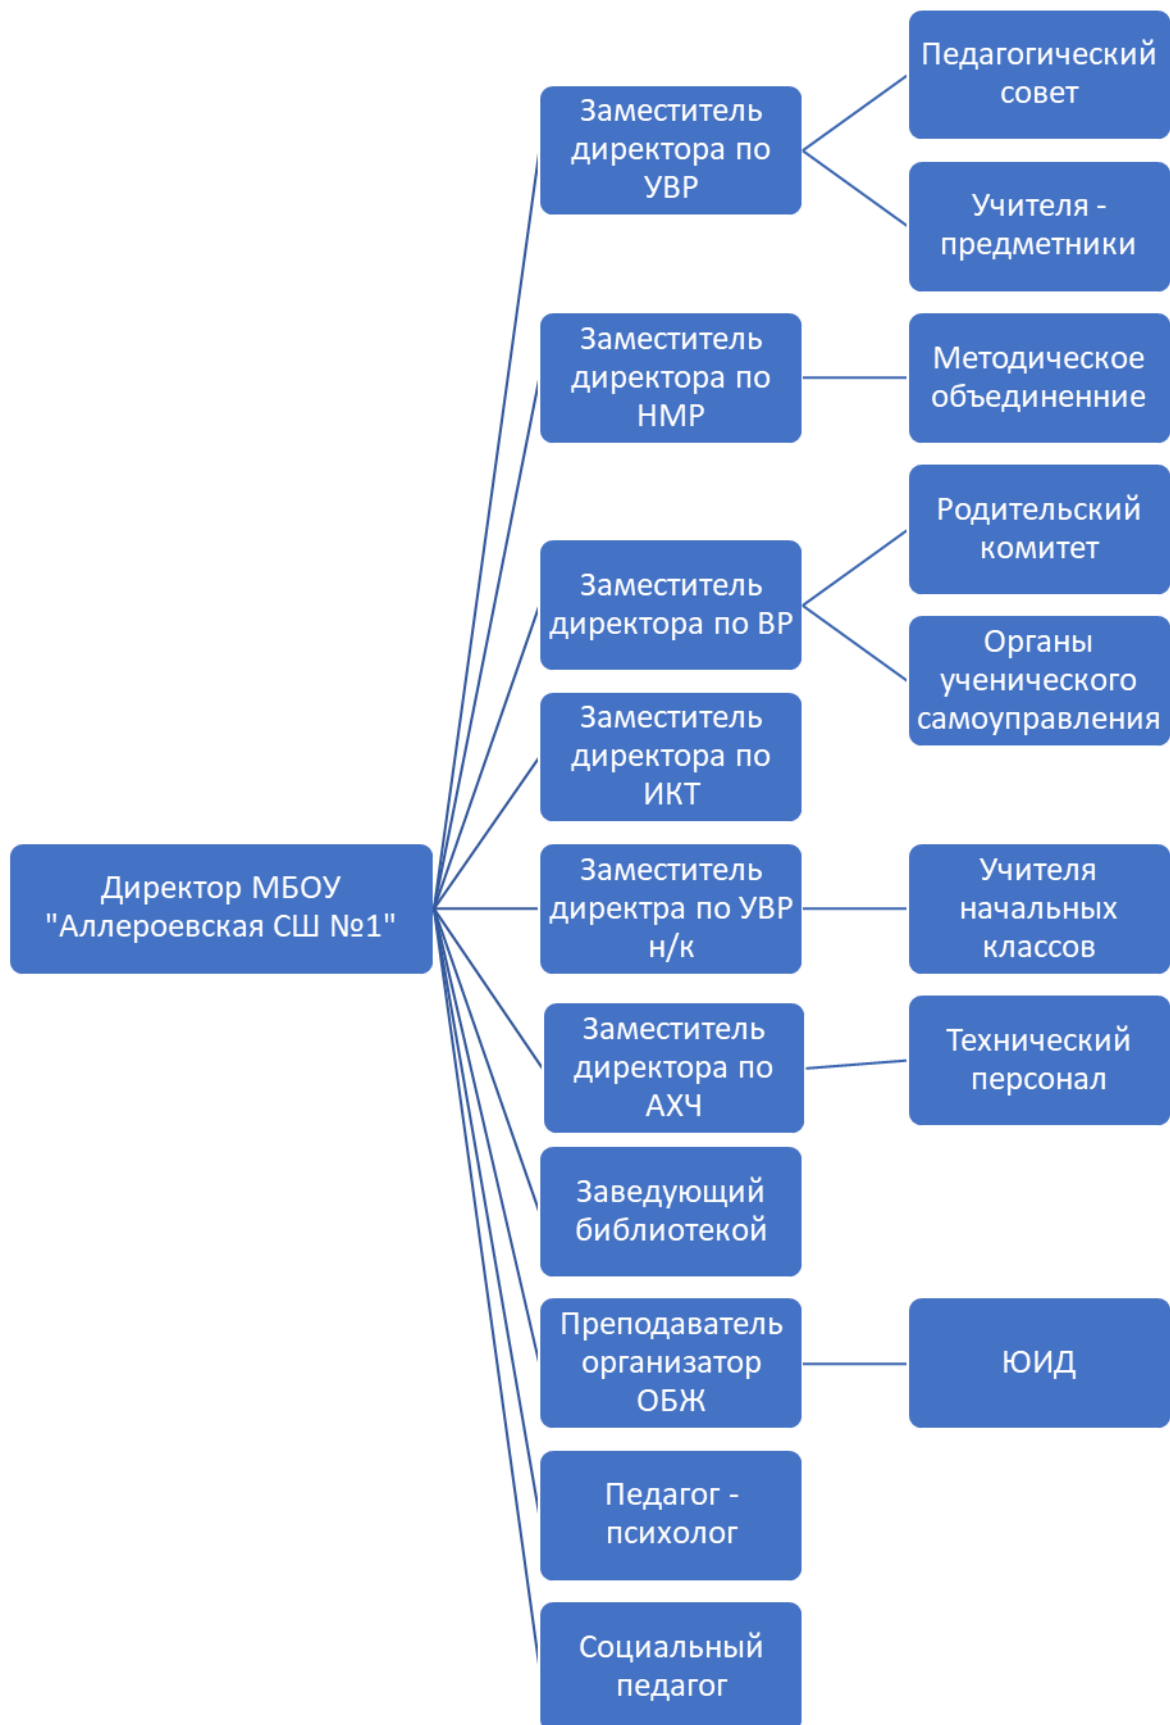 Директор МБОУ
"Аллероевская СШ №1"
Заместитель
директора по
УВР
Педагогический
совет
Учителя -
предметники
Заместитель
директора по
НМР
Методическое
объединенние
Заместитель
директора по ВР
Родительский
комитет
Органы
ученического
самоуправления
Заместитель
директора по
ИКТ
Заместитель
директра по УВР
н/к
Учителя
начальных
классов
Заместитель
директора по
АХЧ
Технический
персонал
Заведующий
библиотекой
Преподаватель
организатор
ОБЖ
ЮИД
Педагог -
психолог
Социальный
педагог